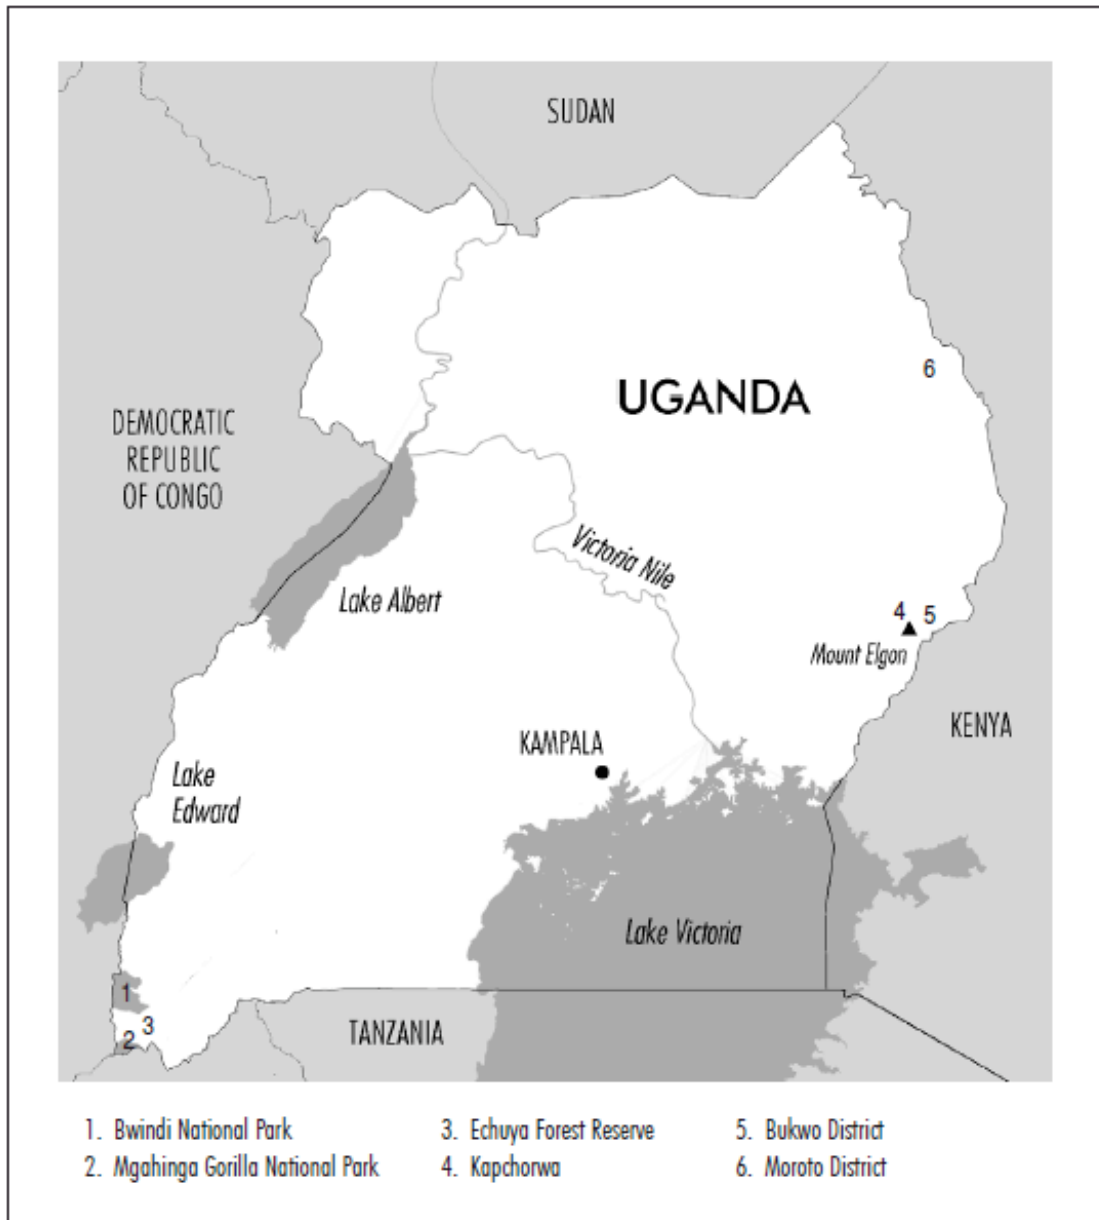 SUDAN
6
UGANDA
DEMOCRATIC
REPUBLIC
OF CONGO
Victoria Nile
Lake Albert
4 5
Mount Elgon
KENYA
KAMPALA
Lake
Edward
Lake Victoria
1
3
2
TANZANIA
1. Bwindi National Park
2. Mgahinga Gorilla National Park
3. Echuya Forest Reserve
4. Kapchorwa
5. Bukwo District
6. Moroto District